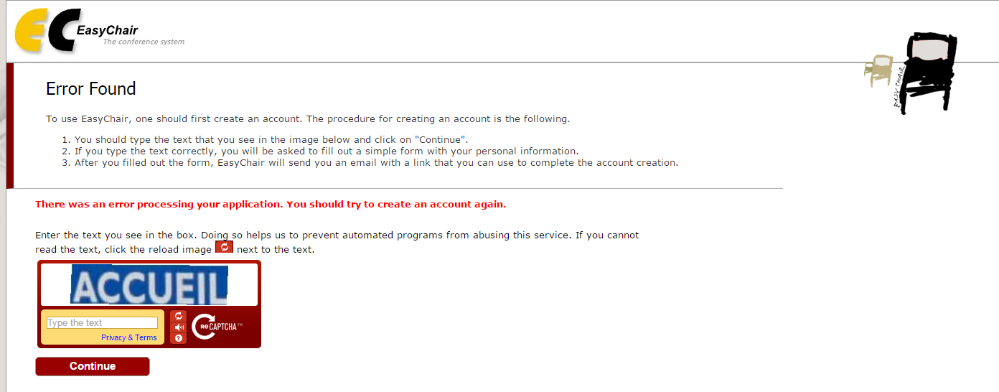 EC EasyChair
The conference system
EASY CHAIR
Error Found
To use EasyChair, one should first create an account. The procedure for creating an account is the following.
1. You should type the text that you see in the image below and click on "Continue".
2. If you type the text correctly, you will be asked to fill out a simple form with your personal information.
3. After you filled out the form, EasyChair will send you an email with a link that you can use to complete the account creation.
There was an error processing your application. You should try to create an account again.
Enter the text you see in the box. Doing so helps us to prevent automated programs from abusing this service. If you cannot
read the text, click the reload image next to the text.
ACCUEIL
Type the text
Privacy & Terms
reCAPTCHA™
Continue